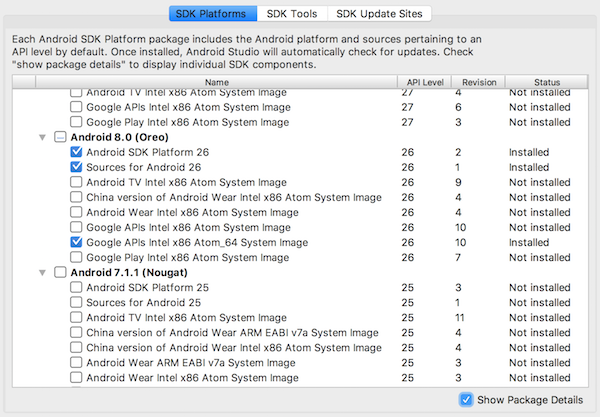 SDK Platforms SDK Tools SDK Update Sites
Each Android SDK Platform package includes the Android platform and sources pertaining to an
API level by default. Once installed, Android Studio will automatically check for updates. Check
"show package details" to display individual SDK components.
Name API Level Revision Status
Android TV Intel x86 Atom System Image 27 4 Not installed
Google APIs Intel x86 Atom System Image 27 6 Not installed
Google Play Intel x86 Atom System Image 27 3 Not installed
Android 8.0 (Oreo)
Android SDK Platform 26 26 2 Installed
Sources for Android 26 26 1 Installed
Android TV Intel x86 Atom System Image 26 9 Not installed
China version of Android Wear Intel x86 Atom System Image 26 4 Not installed
Android Wear Intel x86 Atom System Image 26 4 Not installed
Google APIs Intel x86 Atom System Image 26 10 Not installed
Google APIs Intel x86 Atom_64 System Image 26 10 Installed
Google Play Intel x86 Atom System Image 26 7 Not installed
Android 7.1.1 (Nougat)
Android SDK Platform 25 25 3 Not installed
Sources for Android 25 25 1 Not installed
Android TV Intel x86 Atom System Image 25 11 Not installed
China version of Android Wear ARM EABI v7a System Image 25 4 Not installed
China version of Android Wear Intel x86 Atom System Image 25 4 Not installed
Android Wear ARM EABI v7a System Image 25 3 Not installed
Android Wear Intel x86 Atom System Image 25 3 Not installed
Show Package Details